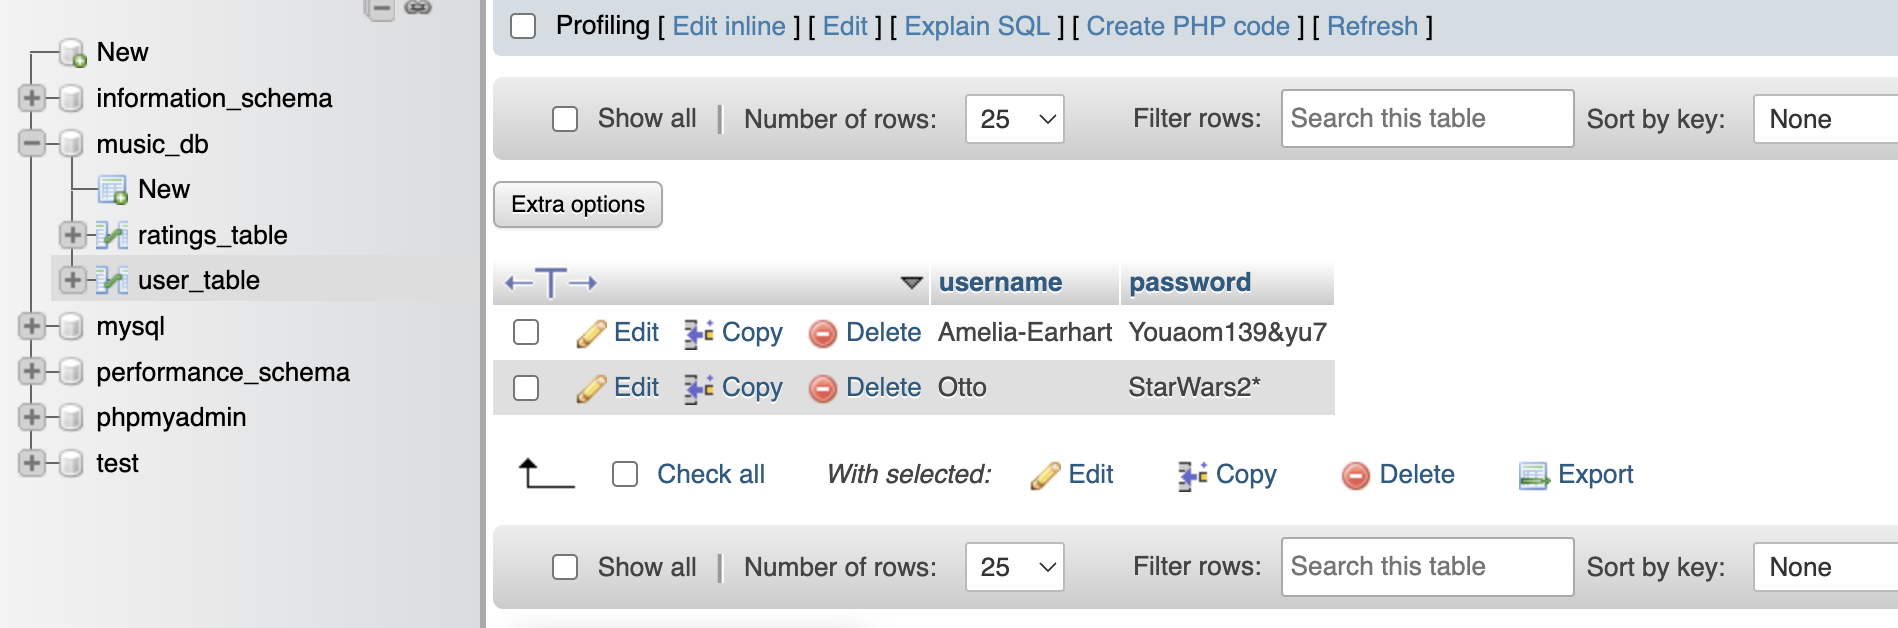 New
information_schema
music_db
New
ratings_table
user_table
mysql
performance_schema
phpmyadmin
test
Profiling [ Edit inline ] [ Edit ] [ Explain SQL ] [ Create PHP code ] [ Refresh ]
Show all | Number of rows: 25 Filter rows: Search this table Sort by key: None
Extra options
←T→ username password
Edit Copy Delete Amelia-Earhart Youaom139&yu7
Edit Copy Delete Otto StarWars2*
Check all With selected: Edit Copy Delete Export
Show all | Number of rows: 25 Filter rows: Search this table Sort by key: None